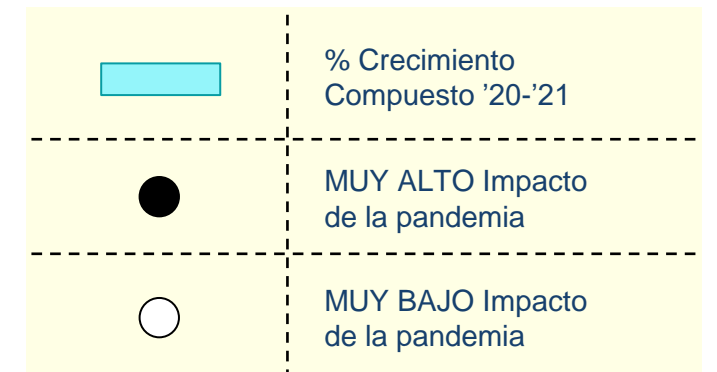 % Crecimiento
Compuesto ’20-’21
MUY ALTO Impacto
de la pandemia
MUY BAJO Impacto
de la pandemia